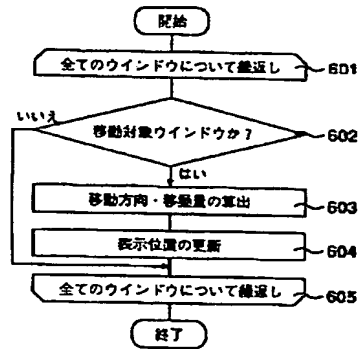 開始
全てのウインドウについて繰返し
601
いいえ
移動対象ウインドウか?
602
はい
移動方向・移動量の算出
603
表示位置の更新
604
全てのウインドウについて繰返し
605
終了